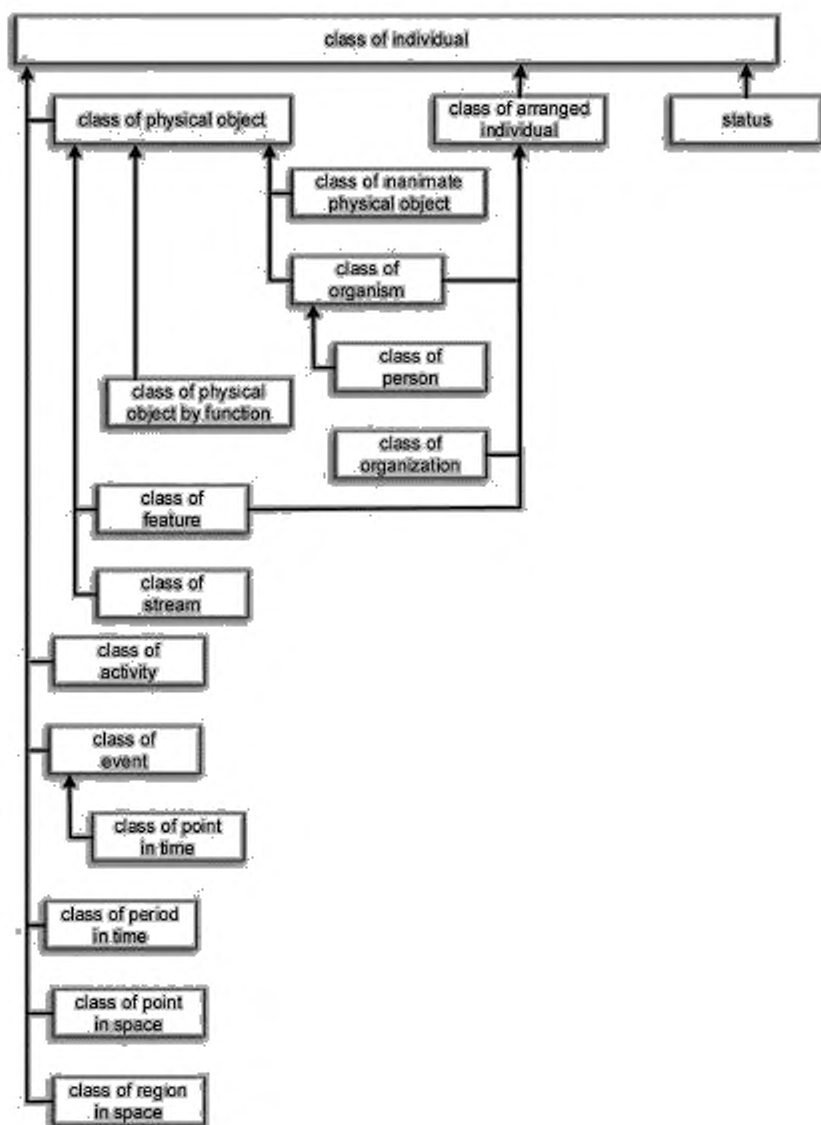 class of individual
class of physical object
class of arranged
individual
status
class of inanimate
physical object
class of
organism
class of
person
class of physical
object by function
class of
organization
class of
feature
class of
stream
class of
activity
class of
event
class of point
in time
class of period
in time
class of point
in space
class of region
in space